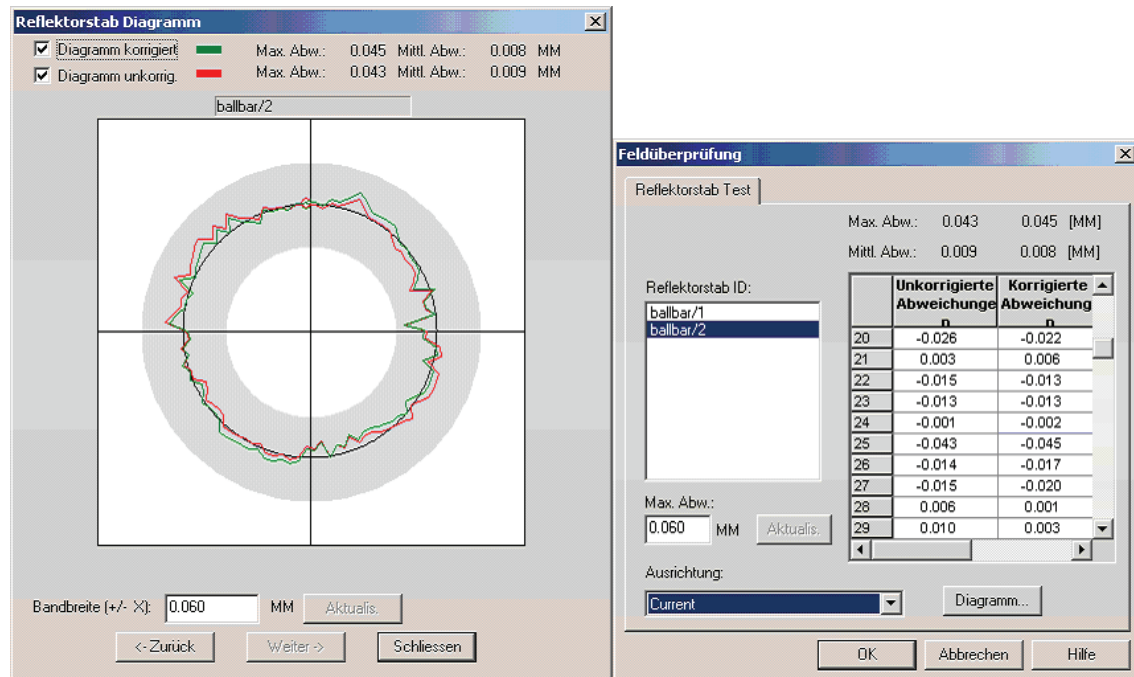 Reflektorstab Diagramm
Diagramm korrigiert Max. Abw.: 0.045 Mittl. Abw.: 0.008 MM
Diagramm unkorrig. Max. Abw.: 0.043 Mittl. Abw.: 0.009 MM
ballbar/2
Bandbreite (+/- X): 0.060 MM Aktualis.
<- Zurück Weiter -> Schliessen
Feldüberprüfung
Reflektorstab Test
Max. Abw.: 0.043 0.045 [MM]
Mittl. Abw.: 0.009 0.008 [MM]
Reflektorstab ID:
ballbar/1
ballbar/2
Max. Abw.:
0.060 MM Aktualis.
Unkorrigierte Korrigierte
Abweichunge Abweichung
n n
20 -0.026 -0.022
21 0.003 0.006
22 -0.015 -0.013
23 -0.013 -0.013
24 -0.001 -0.002
25 -0.043 -0.045
26 -0.014 -0.017
27 -0.015 -0.020
28 0.006 0.001
29 0.010 0.003
Ausrichtung:
Current Diagramm...
OK Abbrechen Hilfe